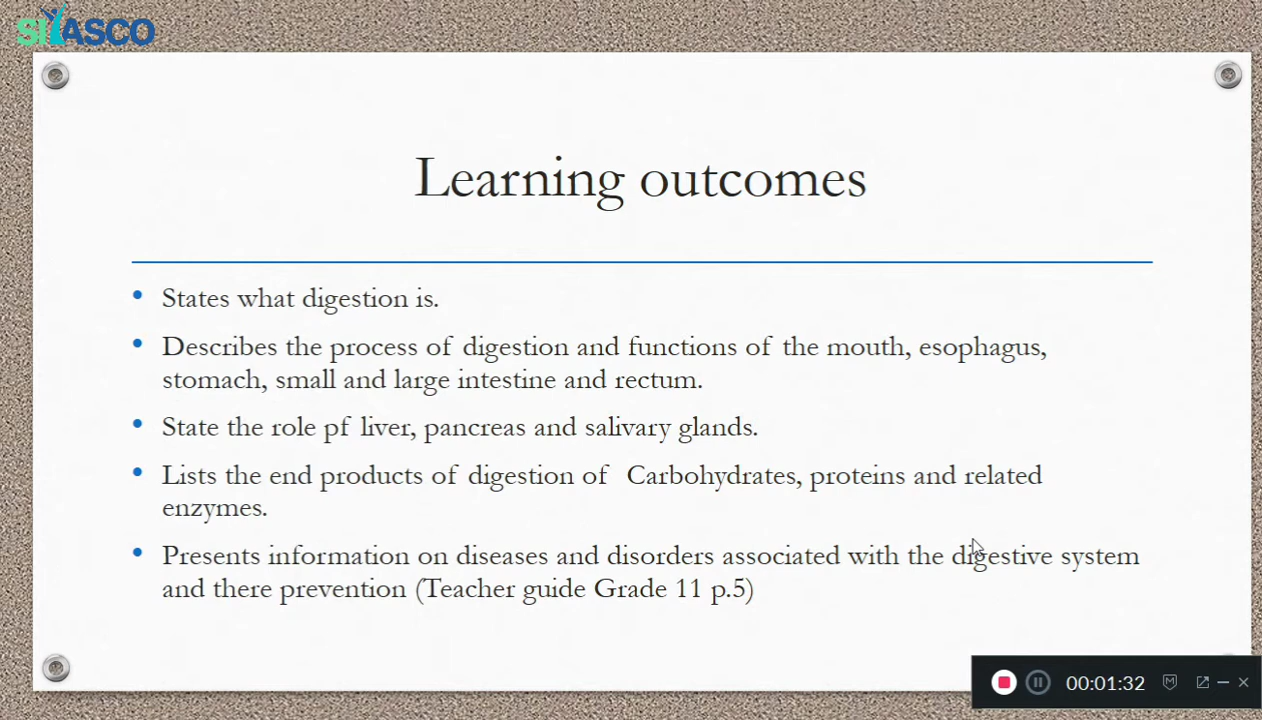 SIYASCO
Learning outcomes
• States what digestion is.
• Describes the process of digestion and functions of the mouth, esophagus,
stomach, small and large intestine and rectum.
• State the role pf liver, pancreas and salivary glands.
• Lists the end products of digestion of Carbohydrates, proteins and related
enzymes.
• Presents information on diseases and disorders associated with the digestive system
and there prevention (Teacher guide Grade 11 p.5)
00:01:32